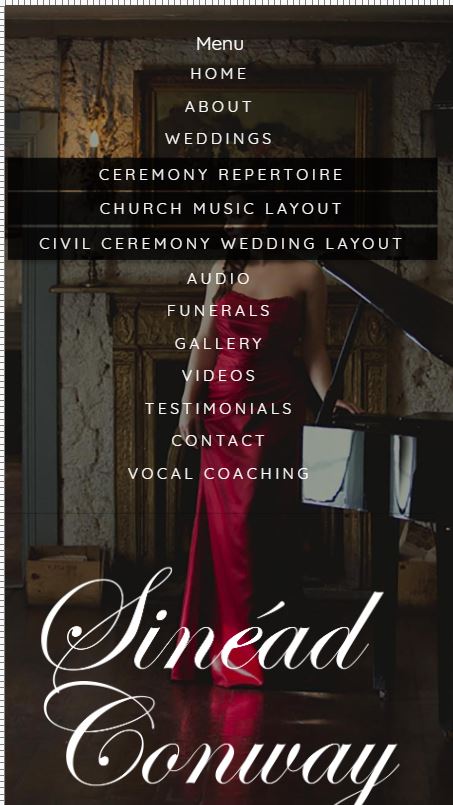 Menu
HOME
ABOUT
WEDDINGS
CEREMONY REPERTOIRE
CHURCH MUSIC LAYOUT
CIVIL CEREMONY WEDDING LAYOUT
AUDIO
FUNERALS
GALLERY
VIDEOS
TESTIMONIALS
CONTACT
VOCAL COACHING
Sinéad
Conway